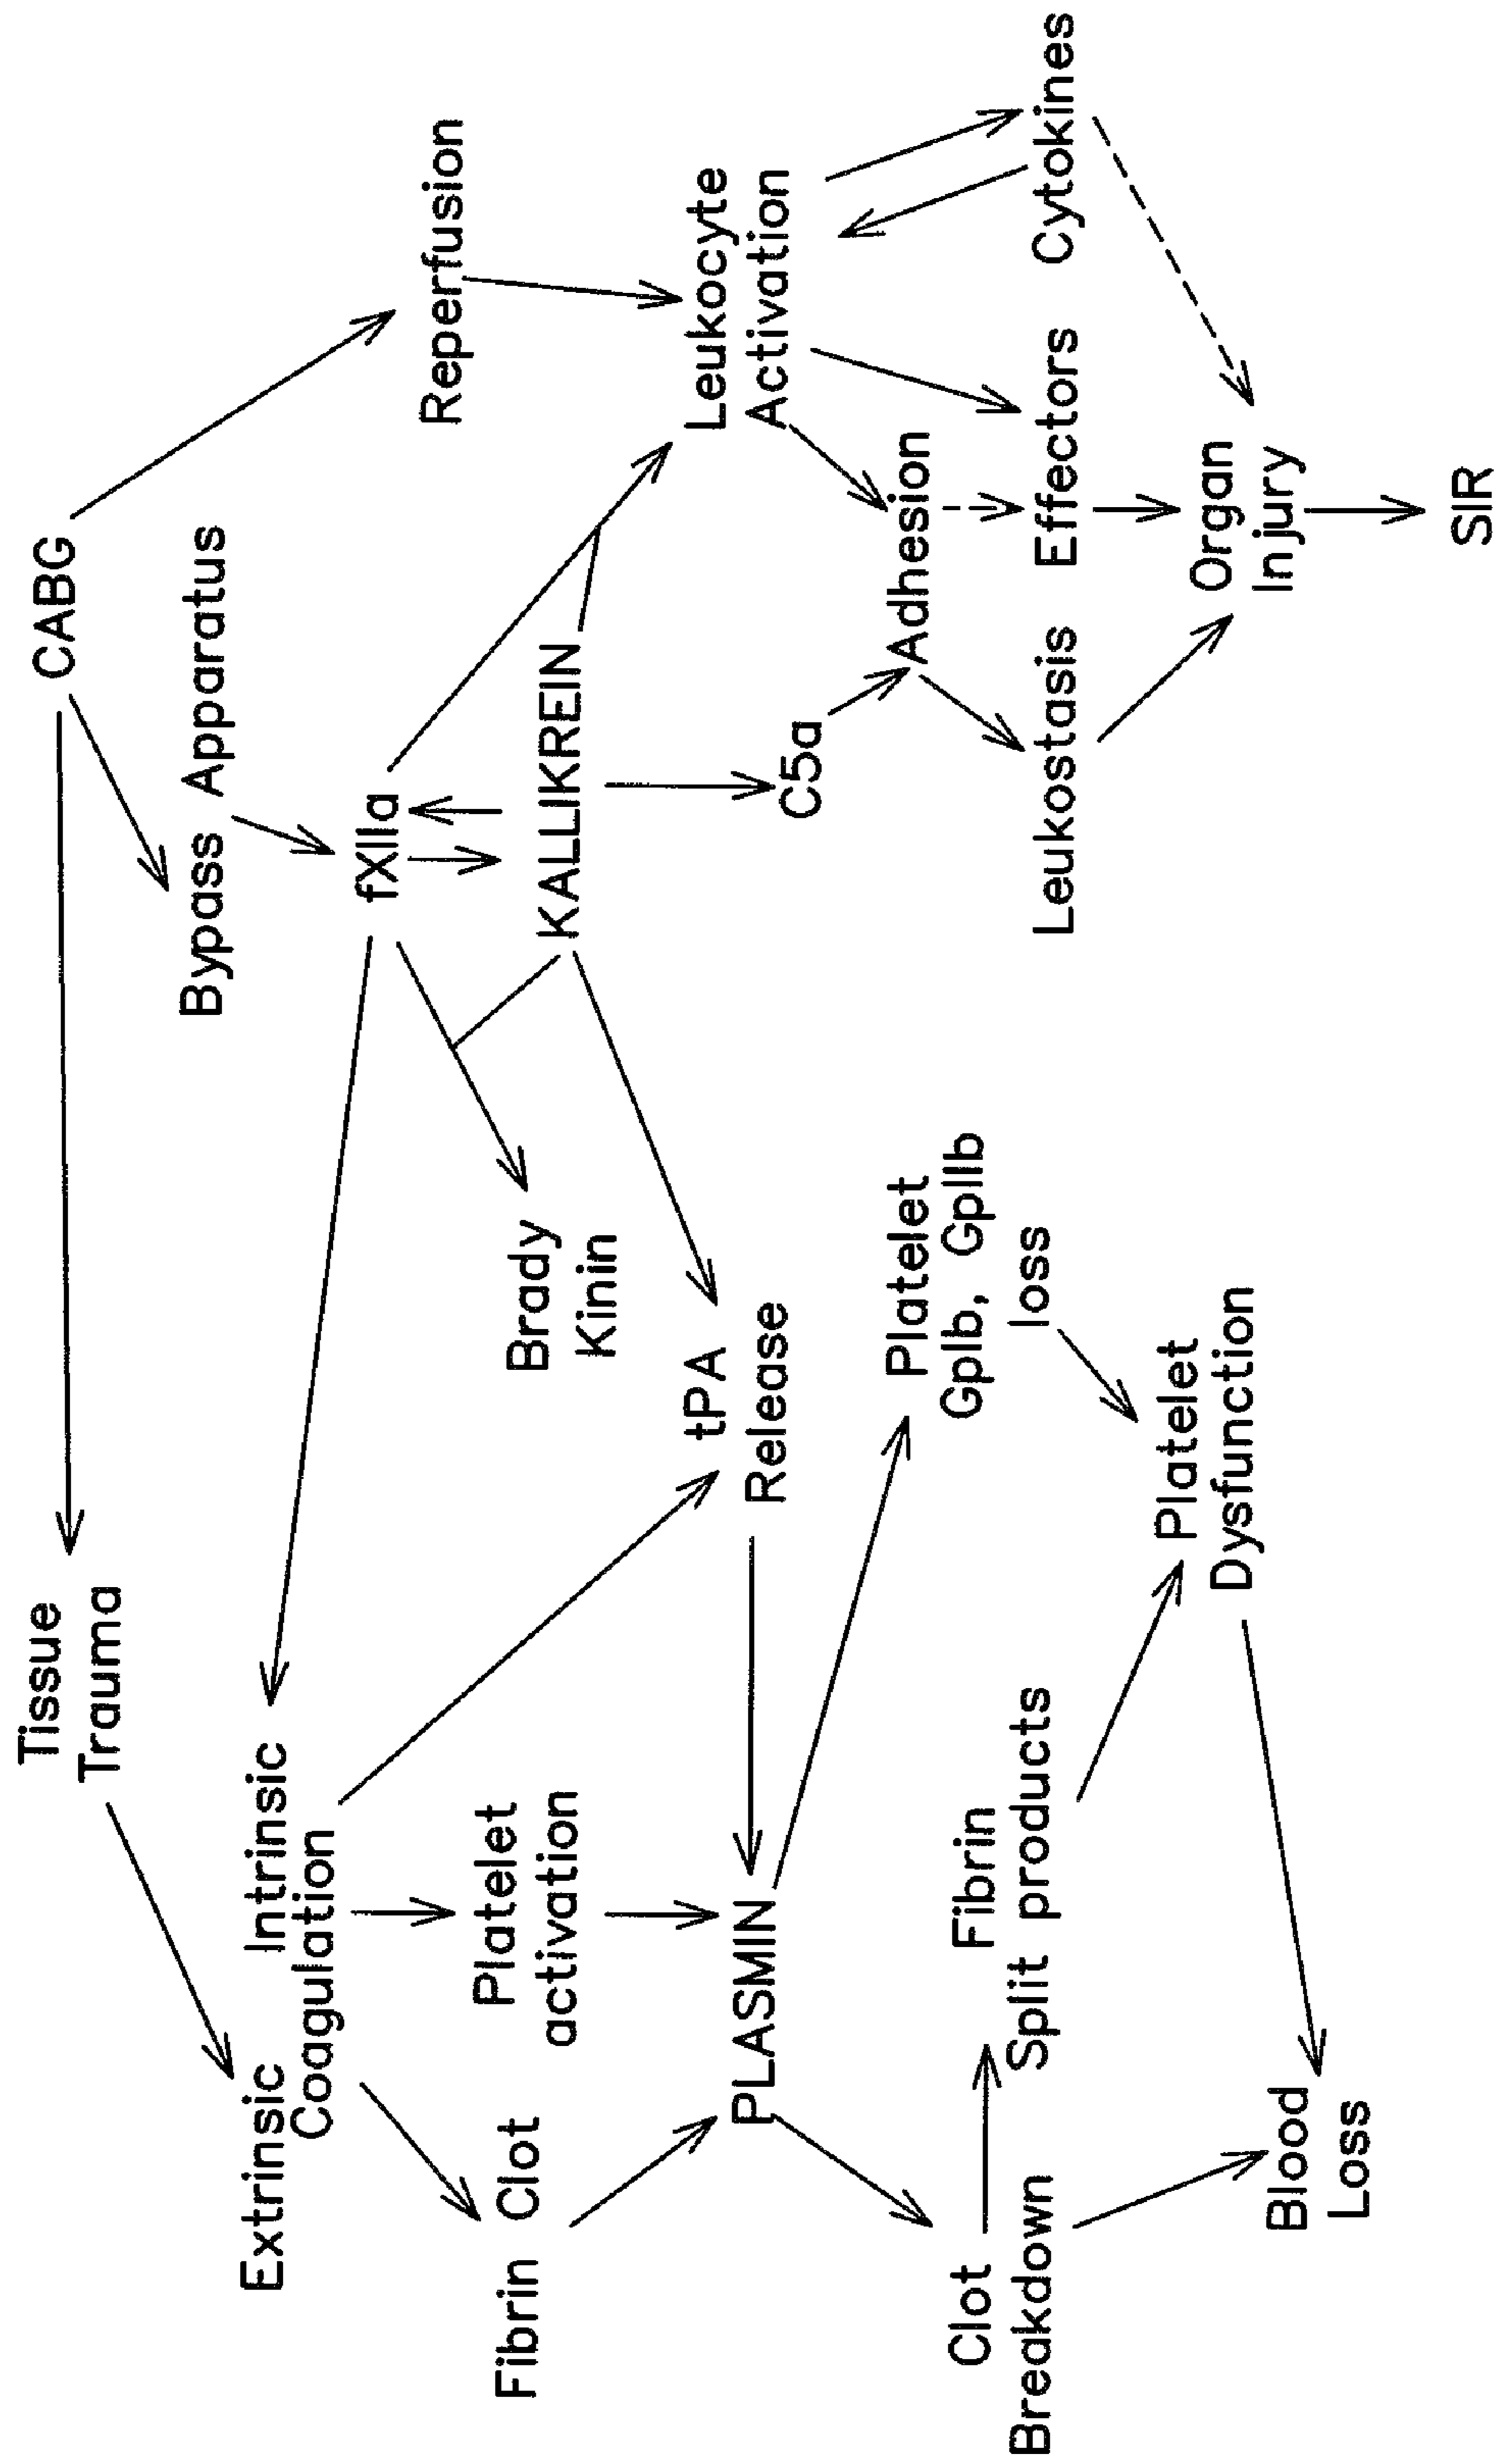 CABG
Tissue
Trauma
Bypass Apparatus
Extrinsic Intrinsic
Coagulation
fXIIa
Reperfusion
Fibrin Clot
Platelet
activation
Brady
Kinin
KALLIKREIN
PLASMIN
tPA
Release
C5a
Leukocyte
Activation
Clot
Breakdown
Fibrin
Split products
Platelet
GpIb, GpIIb
loss
Adhesion
Leukostasis
Effectors
Cytokines
Platelet
Dysfunction
Organ
Injury
Blood
Loss
SIR